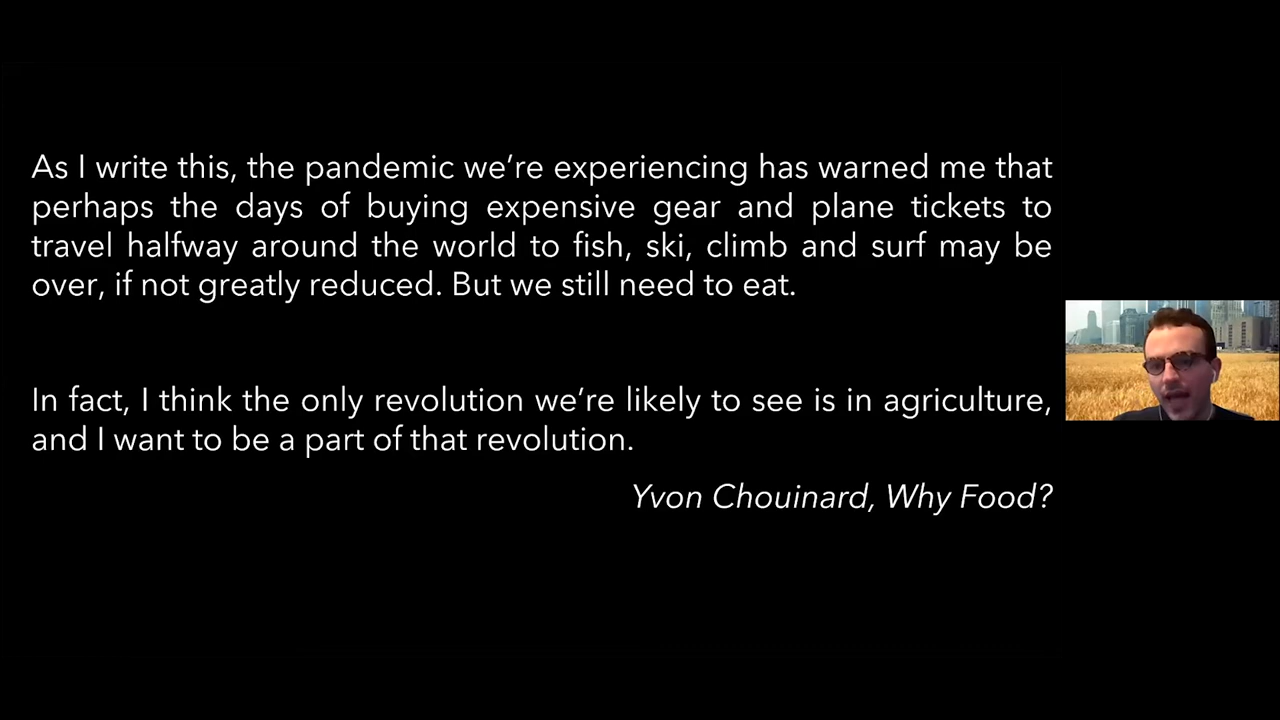 As I write this, the pandemic we’re experiencing has warned me that
perhaps the days of buying expensive gear and plane tickets to
travel halfway around the world to fish, ski, climb and surf may be
over, if not greatly reduced. But we still need to eat.
In fact, I think the only revolution we’re likely to see is in agriculture,
and I want to be a part of that revolution.
Yvon Chouinard, Why Food?